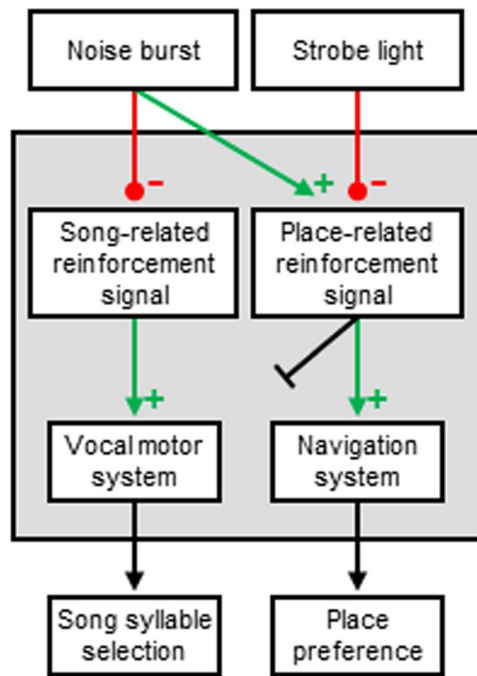 Noise burst
Strobe light
-
+
-
Song-related
reinforcement
signal
Place-related
reinforcement
signal
+
+
Vocal motor
system
Navigation
system
Song syllable
selection
Place
preference